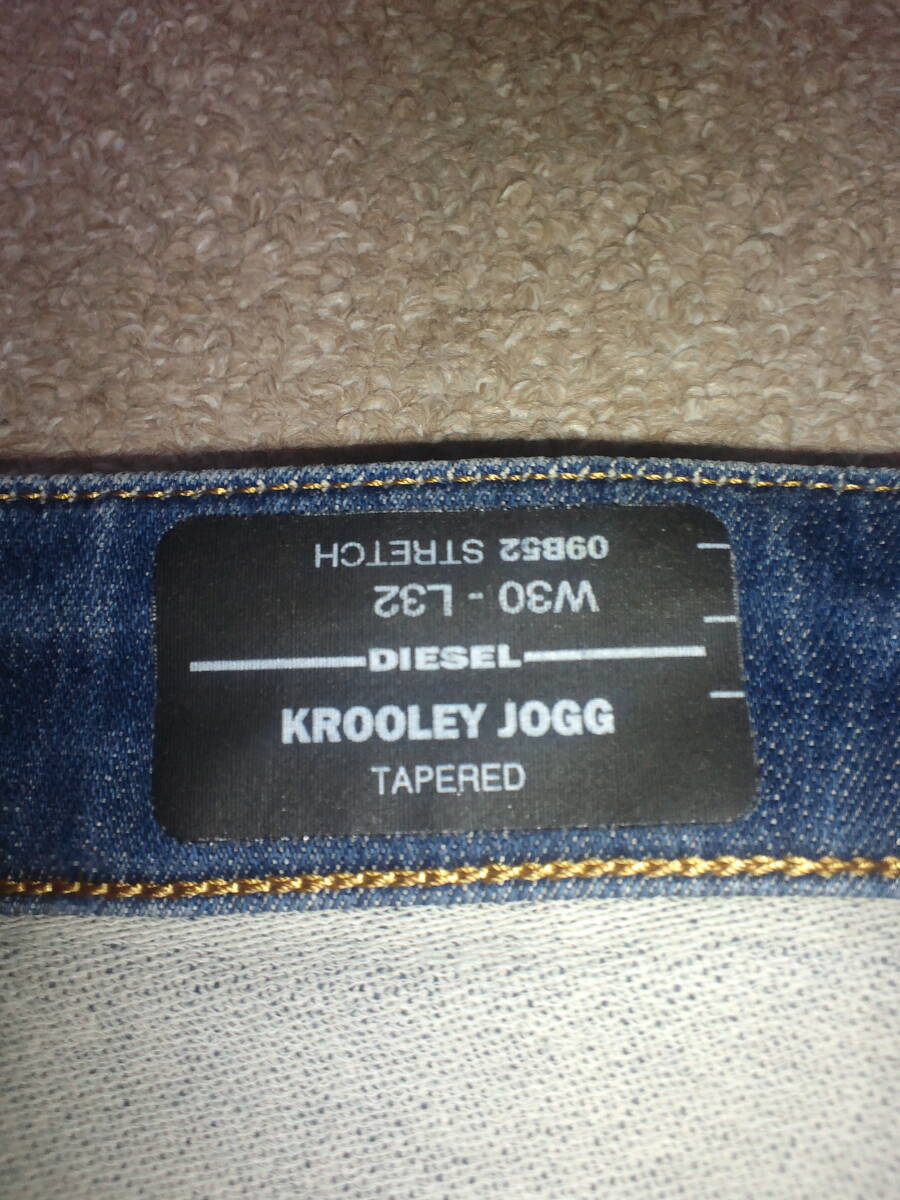 09B52 STRETCH
W30 - L32
DIESEL
KROOLEY JOGG
TAPERED